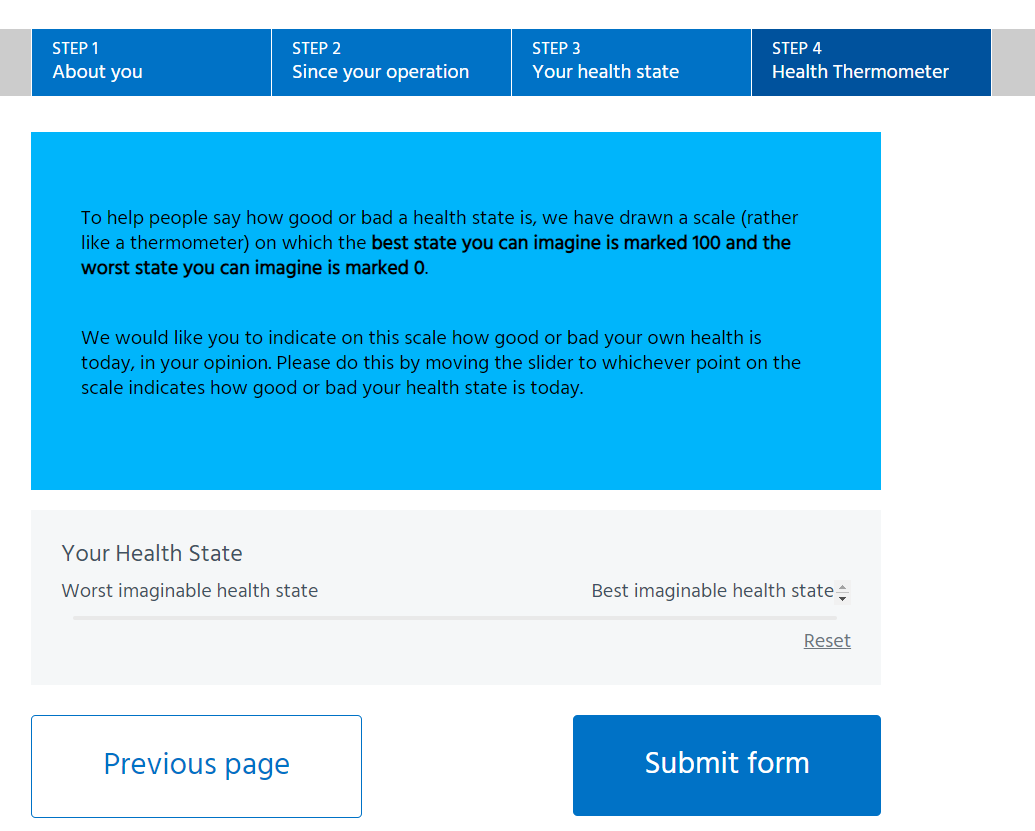 STEP 1
About you
STEP 2
Since your operation
STEP 3
Your health state
STEP 4
Health Thermometer
To help people say how good or bad a health state is, we have drawn a scale (rather
like a thermometer) on which the best state you can imagine is marked 100 and the
worst state you can imagine is marked 0.
We would like you to indicate on this scale how good or bad your own health is
today, in your opinion. Please do this by moving the slider to whichever point on the
scale indicates how good or bad your health state is today.
Your Health State
Worst imaginable health state
Best imaginable health state
Reset
Previous page
Submit form